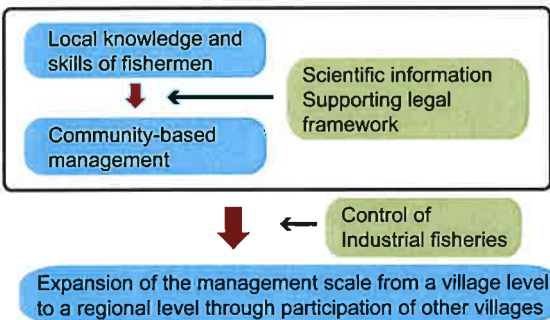 Local knowledge and
skills of fishermen
Scientific information
Supporting legal
framework
Community-based
management
Control of
Industrial fisheries
Expansion of the management scale from a village level
to a regional level through participation of other villages